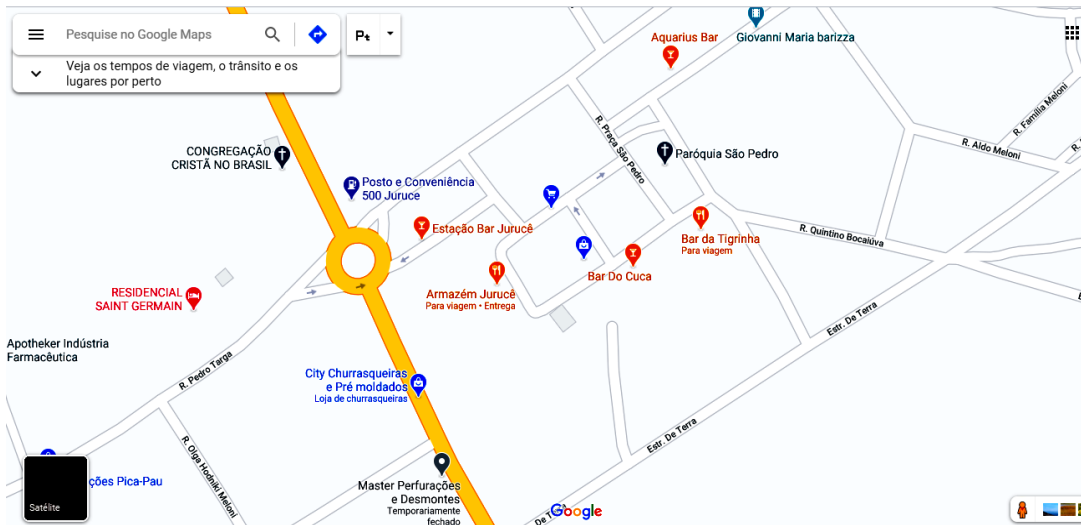 Pesquise no Google Maps
Veja os tempos de viagem, o trânsito e os
lugares por perto
Aquarius Bar
Giovanni Maria barizza
R. Família Meloni
R. Aldo Meloni
R. Praça São Pedro
CONGREGAÇÃO
CRISTÃ NO BRASIL
Paróquia São Pedro
Posto e Conveniência
500 Juruce
Estação Bar Jurucê
Bar da Tigrinha
Para viagem
R. Quintino Bocaiúva
Bar Do Cuca
RESIDENCIAL
SAINT GERMAIN
Armazém Jurucê
Para viagem • Entrega
Estr. De Terra
Apotheker Indústria
Farmacêutica
R. Pedro Targa
City Churrasqueiras
e Pré moldados
Loja de churrasqueiras
Estr. De Terra
R. Olga Hodniki Meloni
ções Pica-Pau
Master Perfurações
e Desmontes
Temporariamente
fechado
Satélite
Google